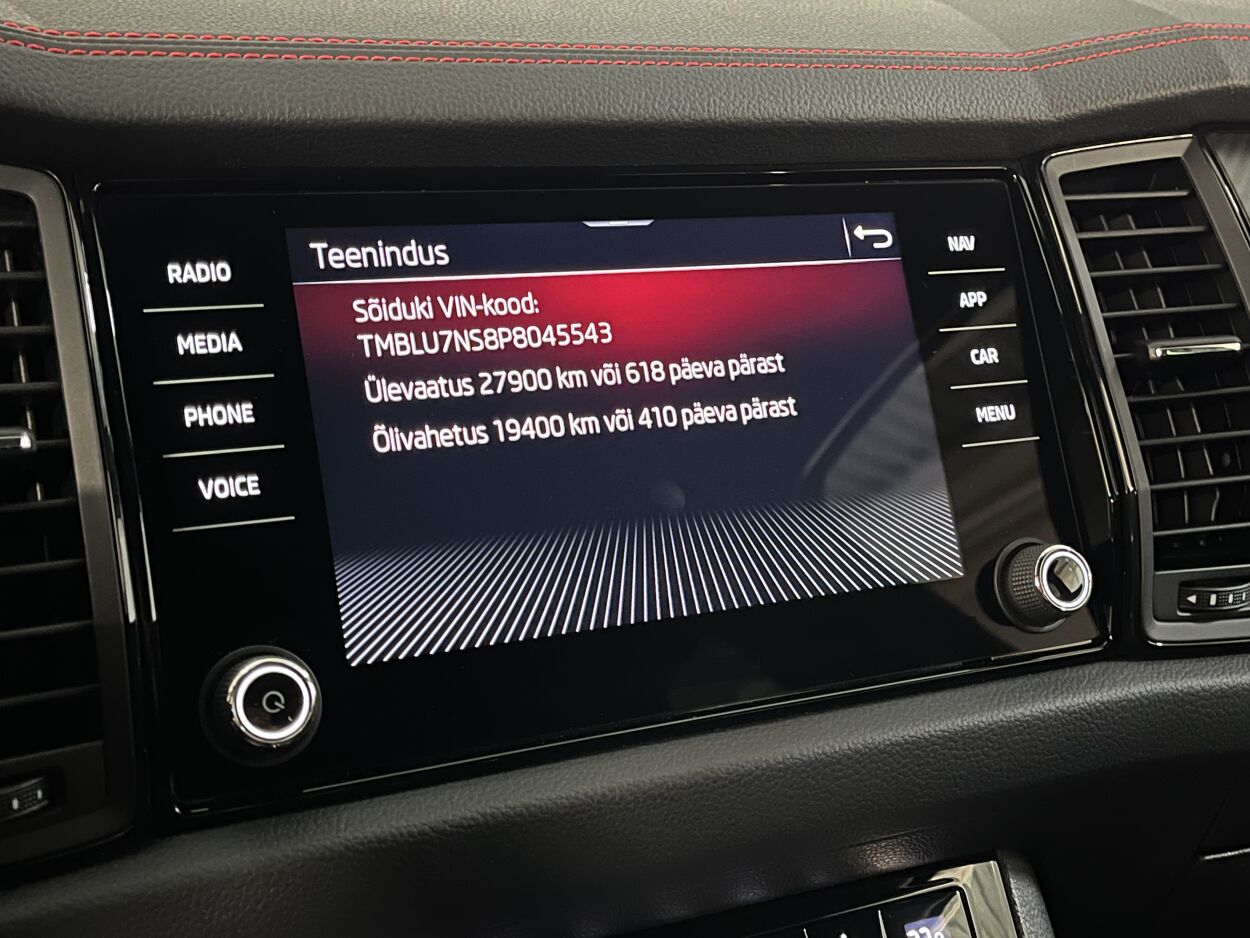 Teenindus
Sõiduki VIN-kood:
TMBLU7NS8P8045543
Ülevaatus 27900 km või 618 päeva pärast
Õlivahetus 19400 km või 410 päeva pärast
RADIO
MEDIA
PHONE
VOICE
NAV
APP
CAR
MENU